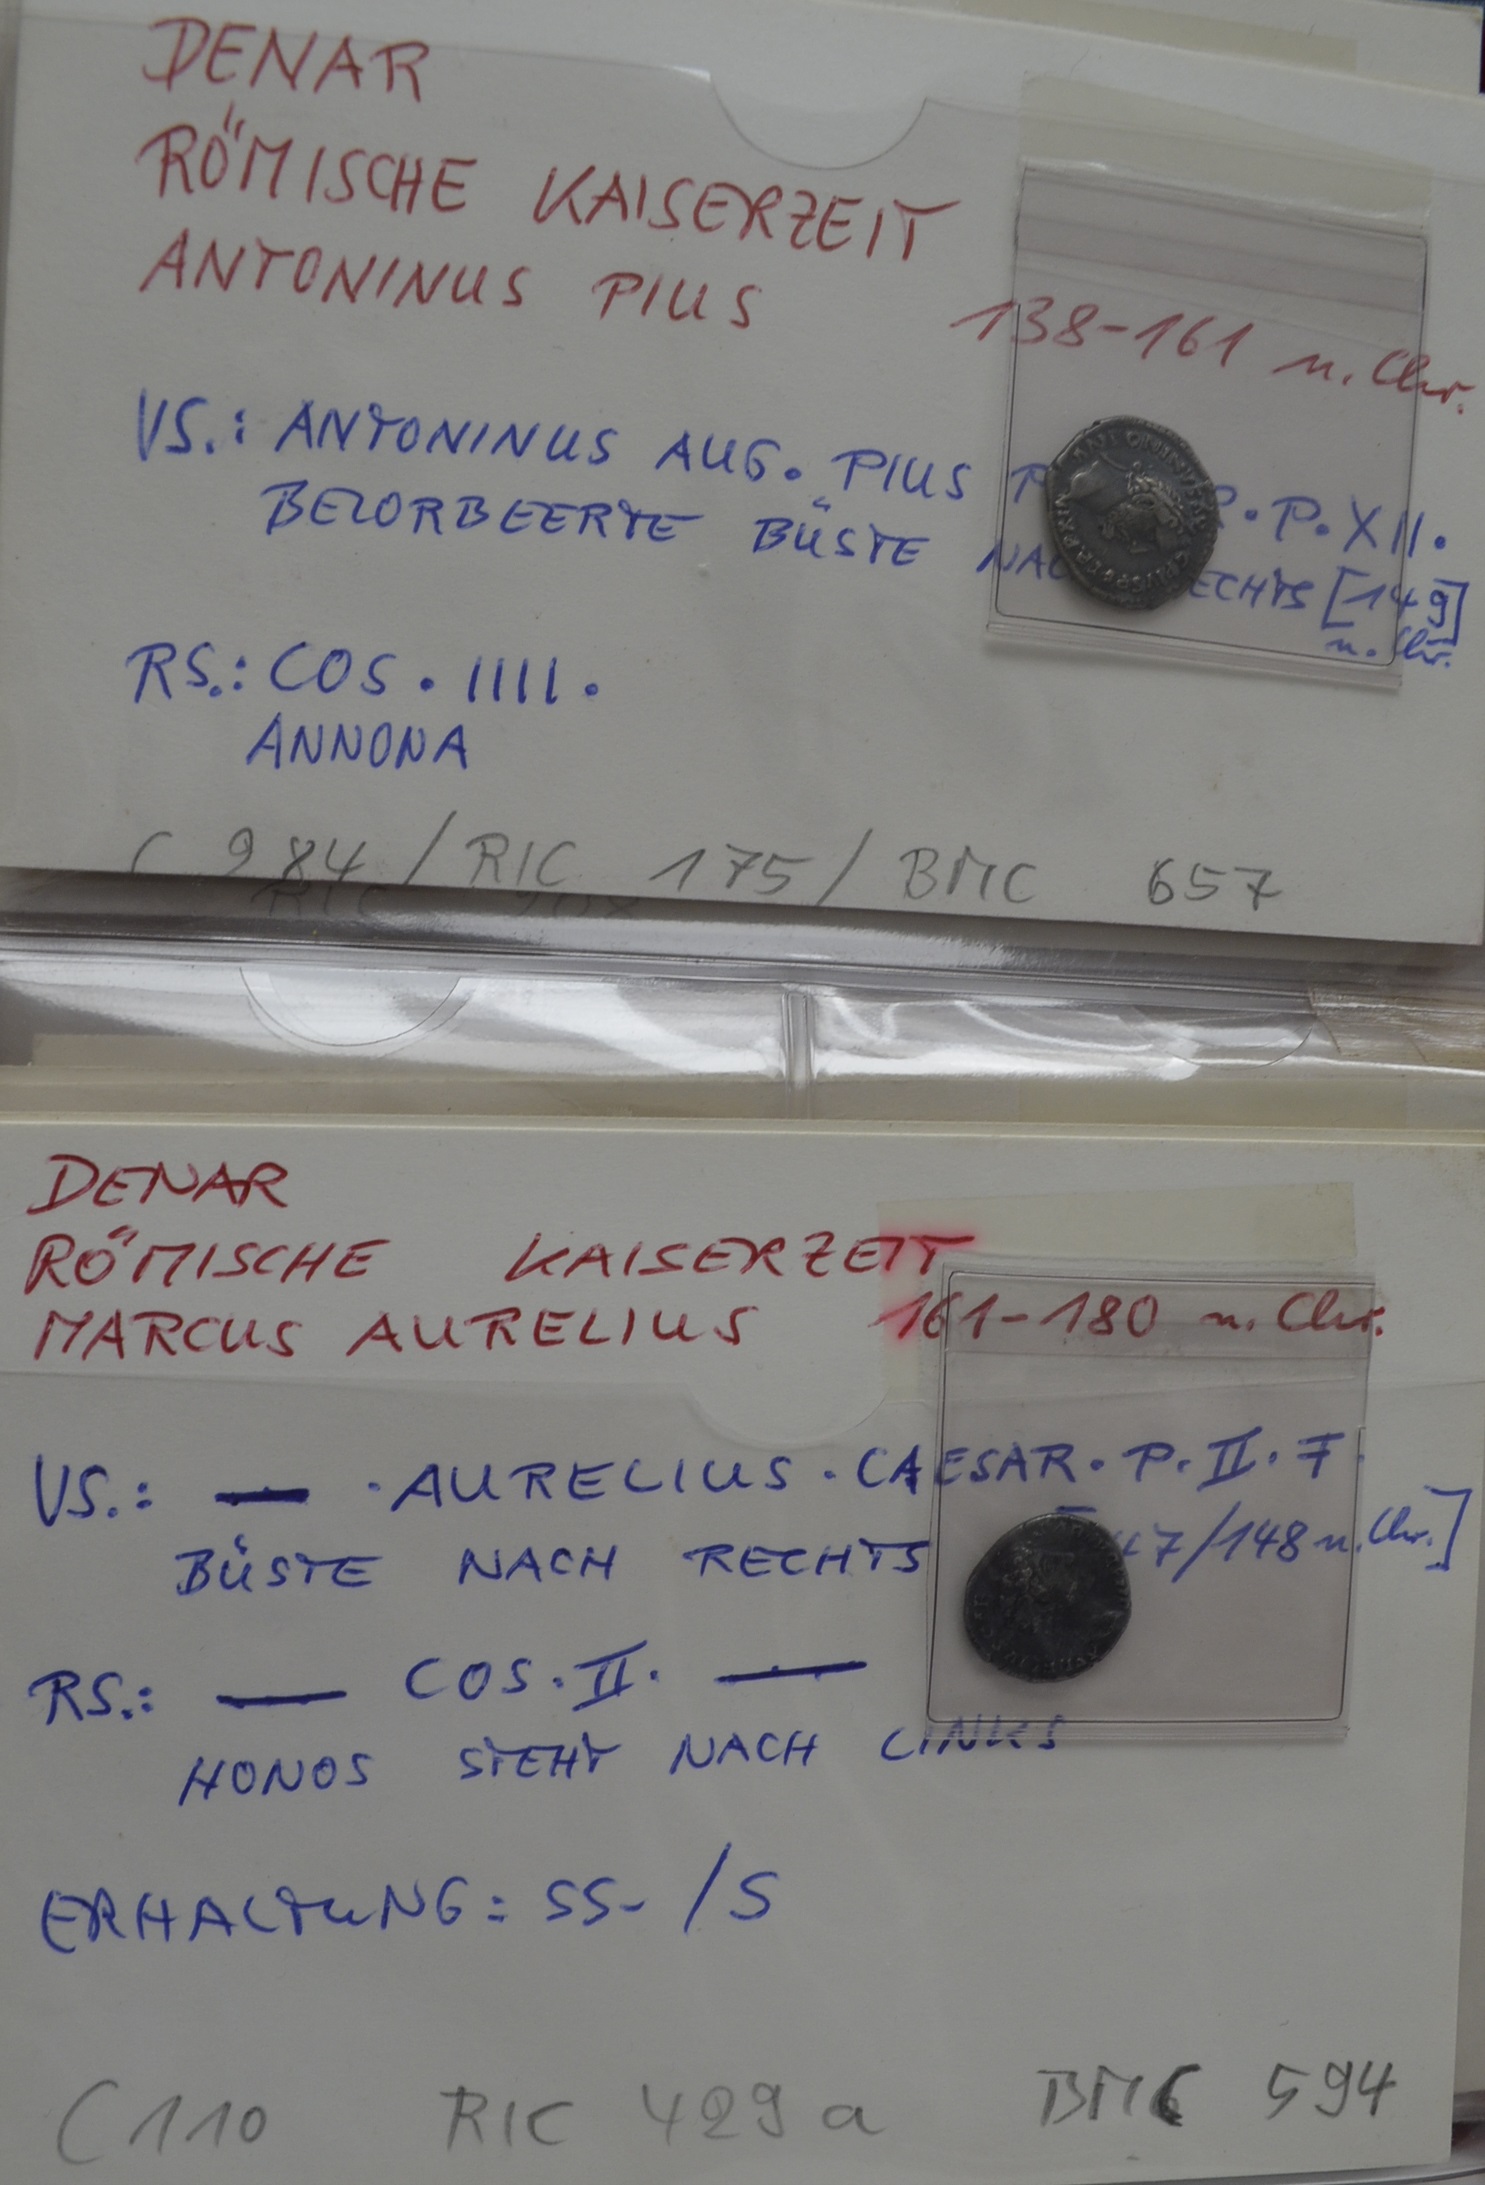 DENAR
RÖMISCHE KAISERZEIT
ANTONINUS PIUS 138-161 n. Chr.
VS.: ANTONINUS AUG. PIUS P. P. XII.
BELORBEERTE BÜSTE NACH RECHTS [149]
n. Chr.
RS.: COS. IIII.
ANNONA
C 984 / RIC 175 / BMC 657
DENAR
RÖMISCHE KAISERZEIT
MARCUS AURELIUS 161-180 n. Chr.
VS.: — · AURELIUS · CAESAR · P. II. F
BÜSTE NACH RECHTS 47/148 n. Chr.]
RS.: — COS. II. —
HONOS STEHT NACH LINKS
ERHALTUNG: SS- / S
C 110 RIC 429 a BMC 594